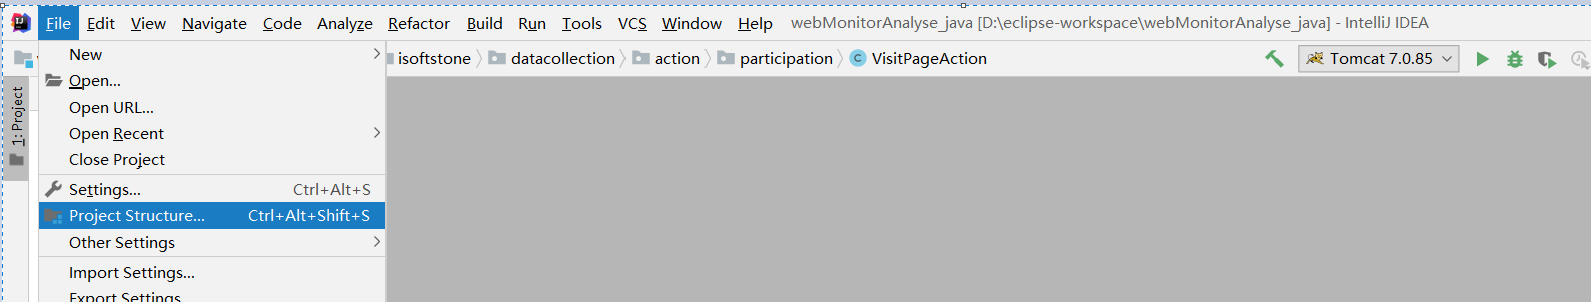 File Edit View Navigate Code Analyze Refactor Build Run Tools VCS Window Help webMonitorAnalyse_java [D:\eclipse-workspace\webMonitorAnalyse_java] - IntelliJ IDEA
isoftstone datacollection action participation VisitPageAction Tomcat 7.0.85
1: Project
New
Open...
Open URL...
Open Recent
Close Project
Settings... Ctrl+Alt+S
Project Structure... Ctrl+Alt+Shift+S
Other Settings
Import Settings...
Export Settings